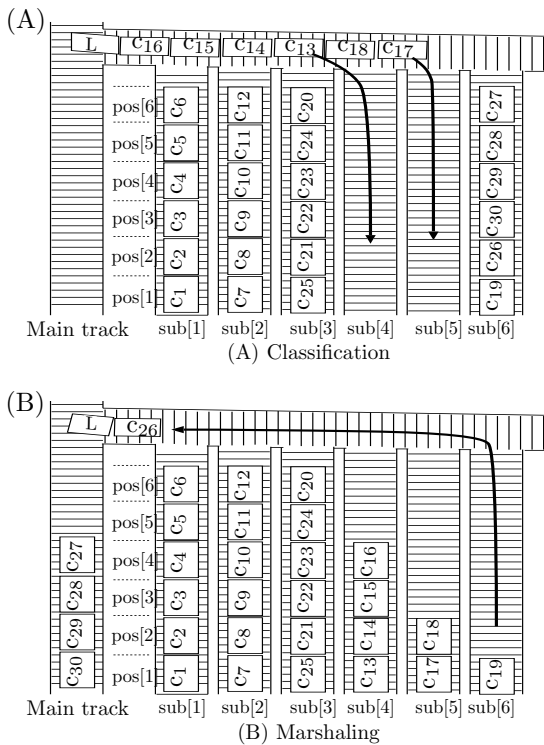 (A)
L c16 c15 c14 c13 c18 c17
pos[6] c6 c12 c20 c27
pos[5] c5 c11 c24 c28
pos[4] c4 c10 c23 c29
pos[3] c3 c9 c22 c30
pos[2] c2 c8 c21 c26
pos[1] c1 c7 c25 c19
Main track sub[1] sub[2] sub[3] sub[4] sub[5] sub[6]
(A) Classification
(B)
L c26
pos[6] c6 c12 c20
pos[5] c5 c11 c24
c27 pos[4] c4 c10 c23 c16
c28 pos[3] c3 c9 c22 c15
c29 pos[2] c2 c8 c21 c14 c18
c30 pos[1] c1 c7 c25 c13 c17 c19
Main track sub[1] sub[2] sub[3] sub[4] sub[5] sub[6]
(B) Marshaling